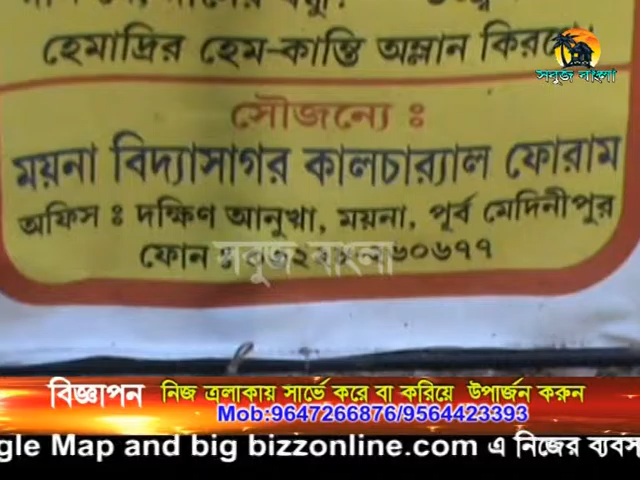 হেমাদ্রির হেম-কান্তি অম্লান
সবুজ বাংলা
সৌজন্যে ঃ
ময়না বিদ্যাসাগর কালচার‍্যাল ফোরাম
অফিস ঃ দক্ষিণ আনুখা, ময়না, পূর্ব মেদিনীপুর
ফোন ঃ
সবুজ বাংলা
বিজ্ঞাপন নিজ এলাকায় সার্ভে করে বা করিয়ে উপার্জন করুন
Mob:9647266876/9564423393
gle Map and big bizzonline.com এ নিজের ব্যবস